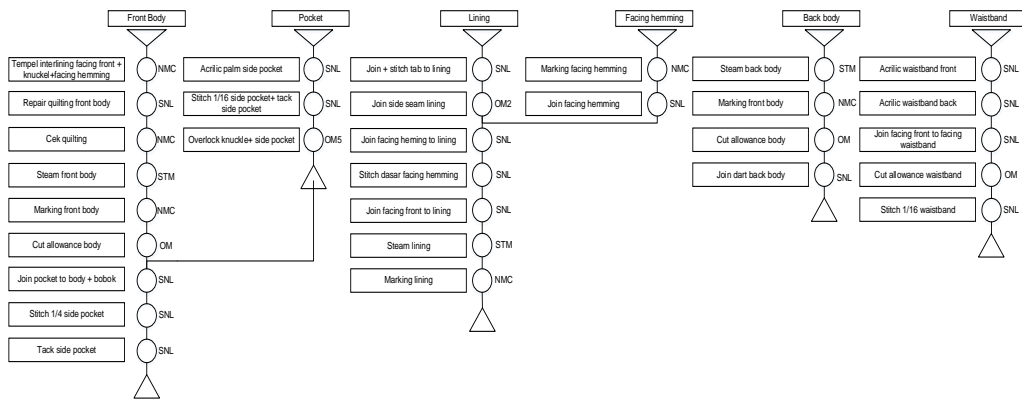 Front Body
Tempel interlining facing front +
knuckel+facing hemming
NMC
Repair quilting front body
SNL
Cek quilting
NMC
Steam front body
STM
Marking front body
NMC
Cut allowance body
OM
Join pocket to body + bobok
SNL
Stitch 1/4 side pocket
SNL
Tack side pocket
SNL
Pocket
Acrilic palm side pocket
SNL
Stitch 1/16 side pocket+ tack
side pocket
SNL
Overlock knuckle+ side pocket
OM5
Lining
Join + stitch tab to lining
SNL
Join side seam lining
OM2
Join facing heming to lining
SNL
Stitch dasar facing hemming
SNL
Join facing front to lining
SNL
Steam lining
STM
Marking lining
NMC
Facing hemming
Marking facing hemming
NMC
Join facing hemming
SNL
Back body
Steam back body
STM
Marking front body
NMC
Cut allowance body
OM
Join dart back body
SNL
Waistband
Acrilic waistband front
SNL
Acrilic waistband back
SNL
Join facing front to facing
waistband
SNL
Cut allowance waistband
OM
Stitch 1/16 waistband
SNL